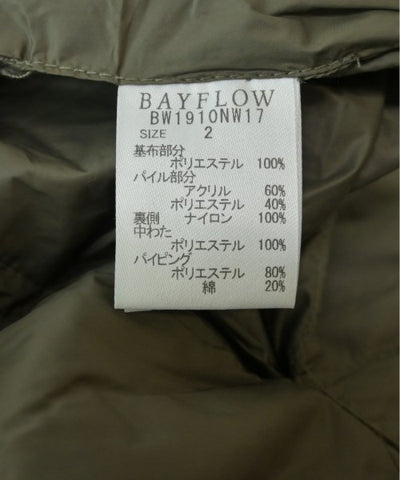 BAYFLOW
BW1910NW17
SIZE 2
基布部分
ポリエステル 100%
パイル部分
アクリル 60%
ポリエステル 40%
裏側 ナイロン 100%
中わた
ポリエステル 100%
パイピング
ポリエステル 80%
綿 20%